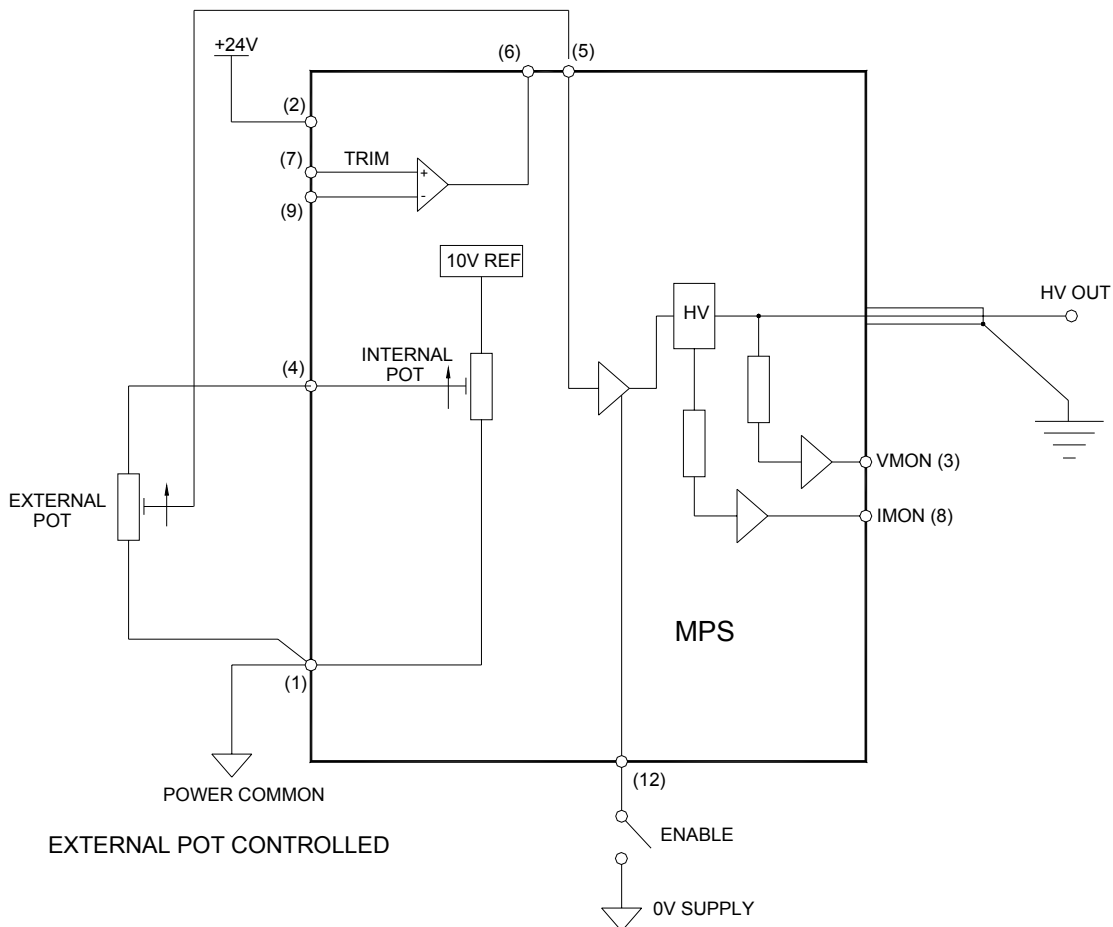 +24V
(6)
(5)
(2)
(7)
TRIM
+
(9)
-
10V REF
HV
HV OUT
INTERNAL
POT
(4)
VMON (3)
EXTERNAL
POT
IMON (8)
MPS
(1)
(12)
POWER COMMON
ENABLE
EXTERNAL POT CONTROLLED
0V SUPPLY